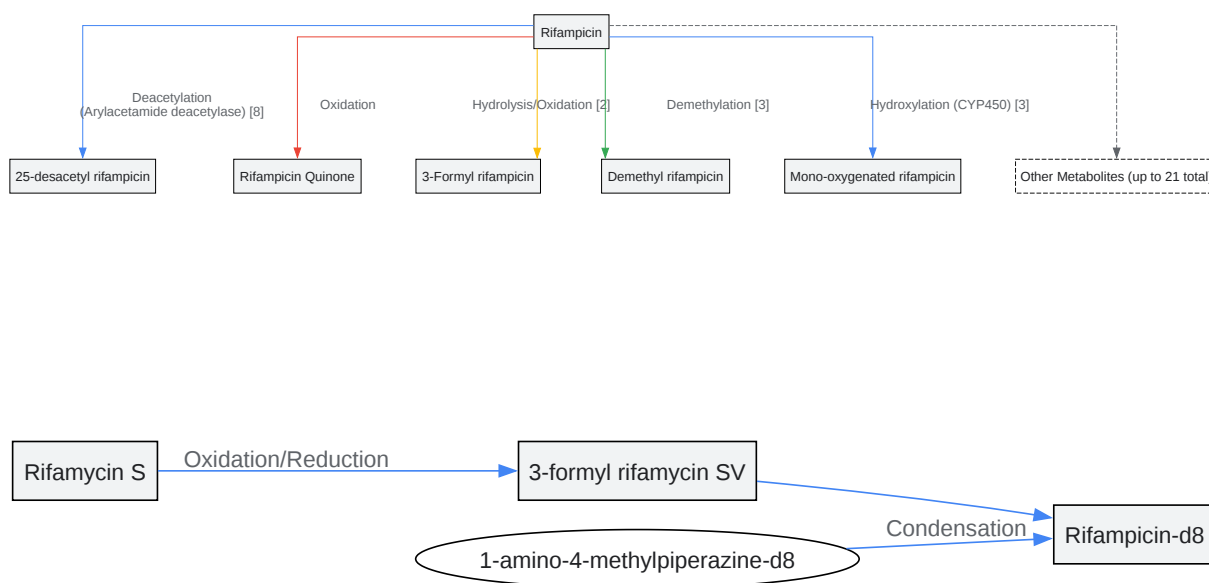 Rifampicin
Deacetylation
(Arylacetamide deacetylase) [8]
Oxidation
Hydrolysis/Oxidation [2]
Demethylation [3]
Hydroxylation (CYP450) [3]
25-desacetyl rifampicin
Rifampicin Quinone
3-Formyl rifampicin
Demethyl rifampicin
Mono-oxygenated rifampicin
Other Metabolites (up to 21 total)
Rifamycin S
Oxidation/Reduction
3-formyl rifamycin SV
Condensation
Rifampicin-d8
1-amino-4-methylpiperazine-d8